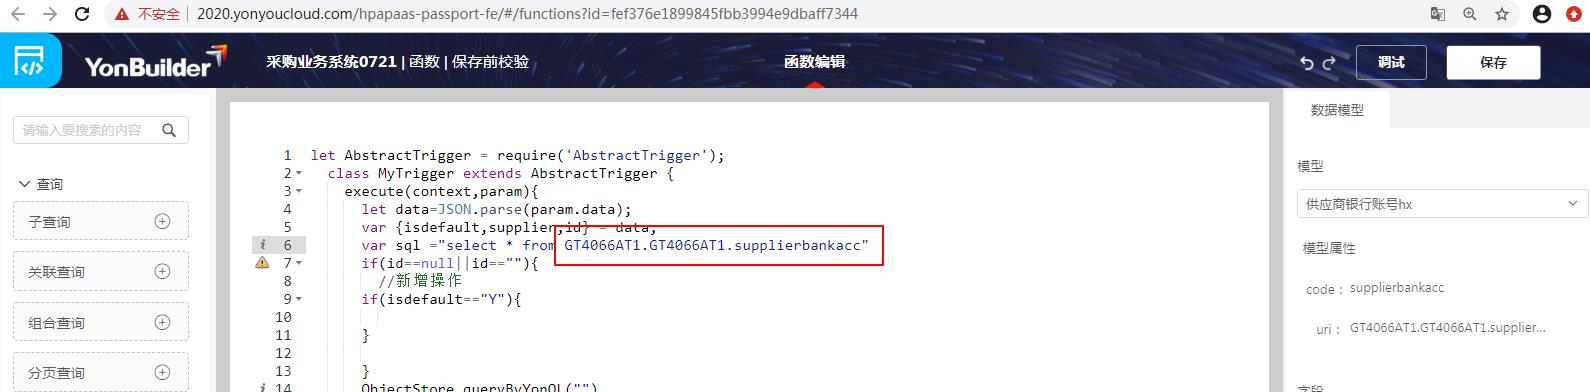 不安全 | 2020.yonyoucloud.com/hpapaas-passport-fe/#/functions?id=fef376e1899845fbb3994e9dbaff7344
YonBuilder 采购业务系统0721 | 函数 | 保存前校验 函数编辑 调试 保存
请输入要搜索的内容
查询
子查询
关联查询
组合查询
分页查询
1 let AbstractTrigger = require('AbstractTrigger');
2 class MyTrigger extends AbstractTrigger {
3 execute(context,param){
4 let data=JSON.parse(param.data);
5 var {isdefault,supplier,id} = data;
6 var sql ="select * from GT4066AT1.GT4066AT1.supplierbankacc"
7 if(id==null||id==""){
8 //新增操作
9 if(isdefault=="Y"){
10
11 }
12
13 }
14 ObjectStore.queryByYonQL("")
数据模型
模型
供应商银行账号hx
模型属性
code： supplierbankacc
uri： GT4066AT1.GT4066AT1.supplier...
字段